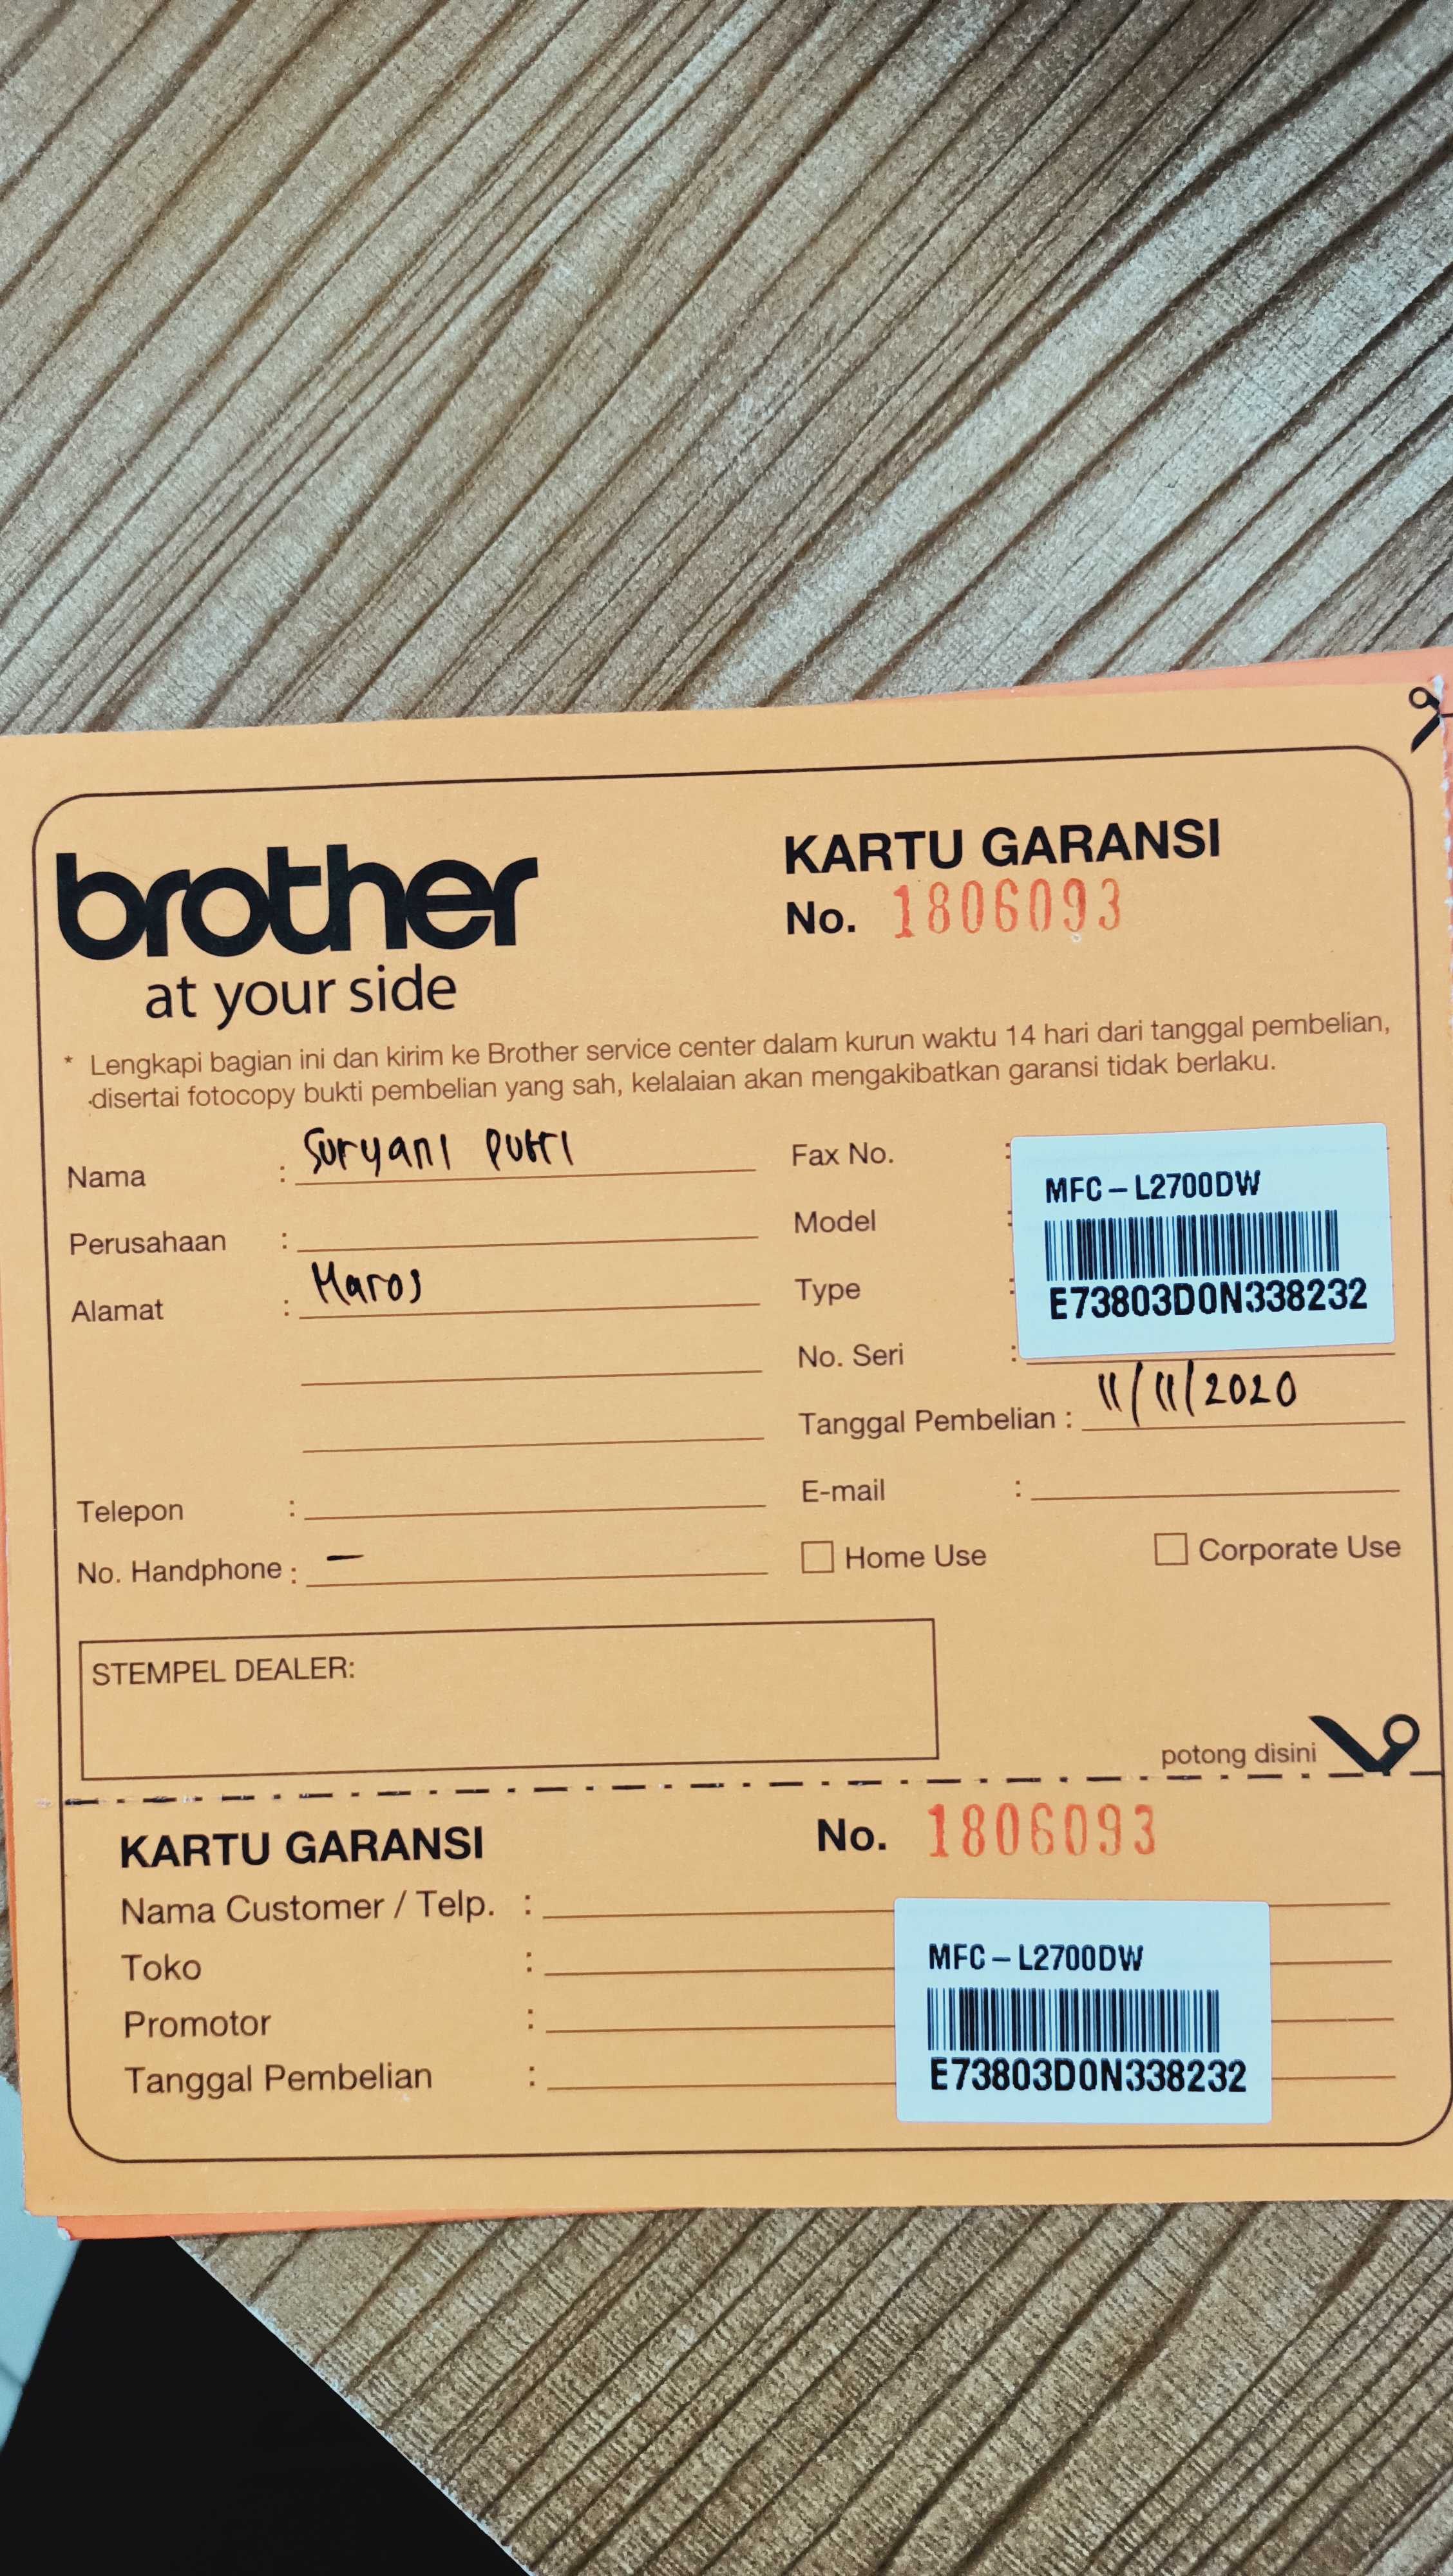 brother
at your side
KARTU GARANSI
No. 1806093
* Lengkapi bagian ini dan kirim ke Brother service center dalam kurun waktu 14 hari dari tanggal pembelian,
disertai fotocopy bukti pembelian yang sah, kelalaian akan mengakibatkan garansi tidak berlaku.
Nama : Suryani Putri
Perusahaan :
Alamat : Maros
Telepon :
No. Handphone : –
Fax No. :
Model :
Type :
No. Seri :
MFC-L2700DW
E73803D0N338232
Tanggal Pembelian : 11/11/2020
E-mail :
Home Use
Corporate Use
STEMPEL DEALER:
potong disini
KARTU GARANSI
No. 1806093
Nama Customer / Telp. :
Toko :
Promotor :
Tanggal Pembelian :
MFC-L2700DW
E73803D0N338232